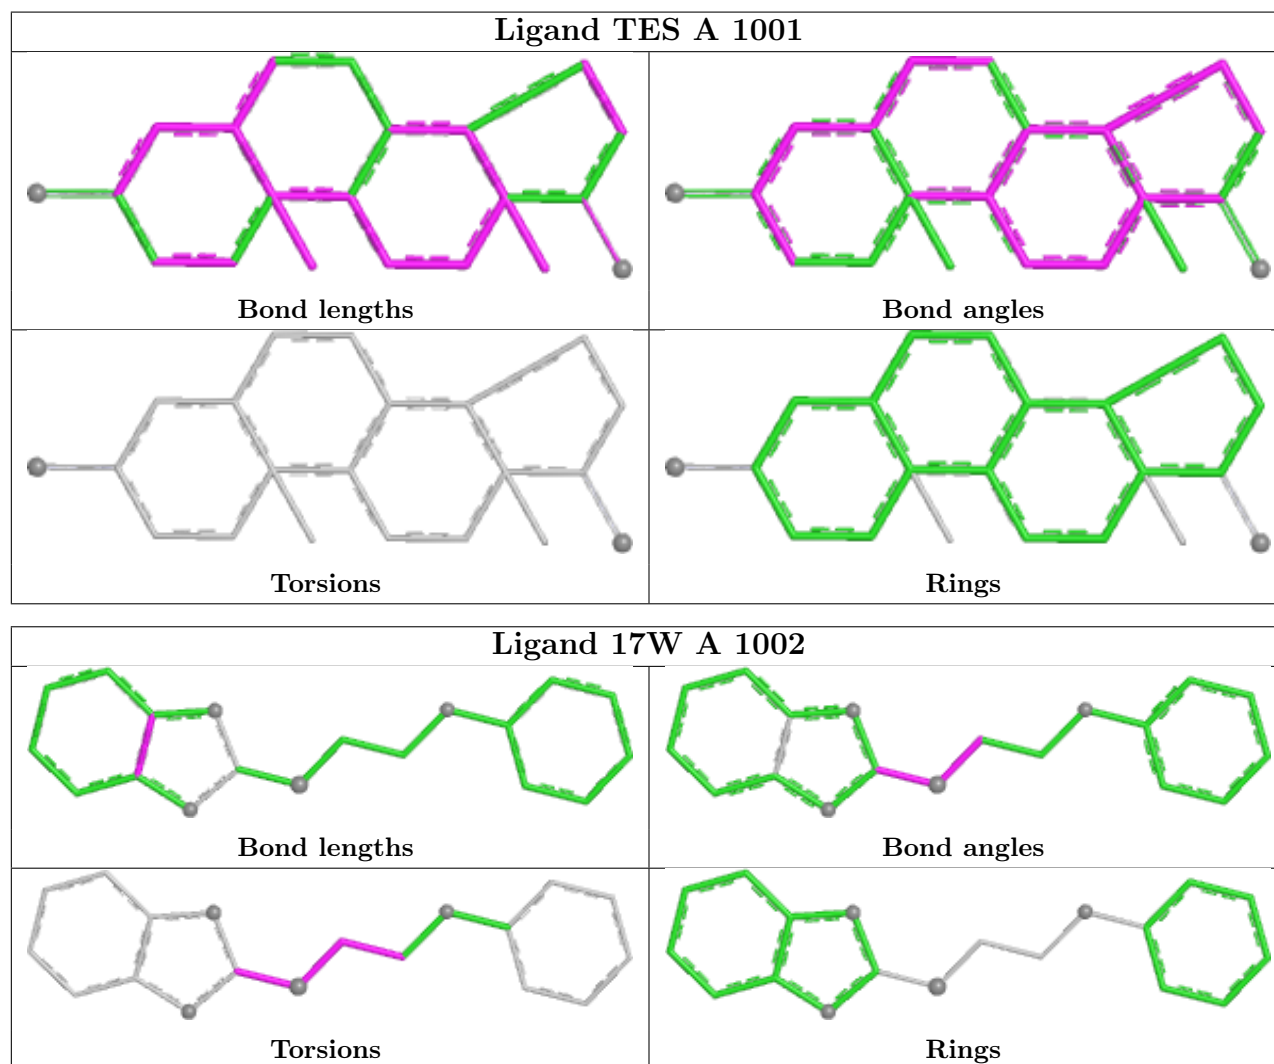 Ligand TES A 1001
Bond lengths
Bond angles
Torsions
Rings
Ligand 17W A 1002
Bond lengths
Bond angles
Torsions
Rings